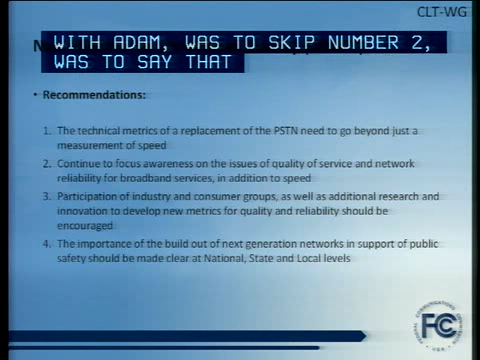 CLT-WG
WITH ADAM, WAS TO SKIP NUMBER 2,
WAS TO SAY THAT
• Recommendations:
1. The technical metrics of a replacement of the PSTN need to go beyond just a
measurement of speed
2. Continue to focus awareness on the issues of quality of service and network
reliability for broadband services, in addition to speed
3. Participation of industry and consumer groups, as well as additional research and
innovation to develop new metrics for quality and reliability should be
encouraged
4. The importance of the build out of next generation networks in support of public
safety should be made clear at National, State and Local levels
FEDERAL COMMUNICATIONS COMMISSION
FCC
USA